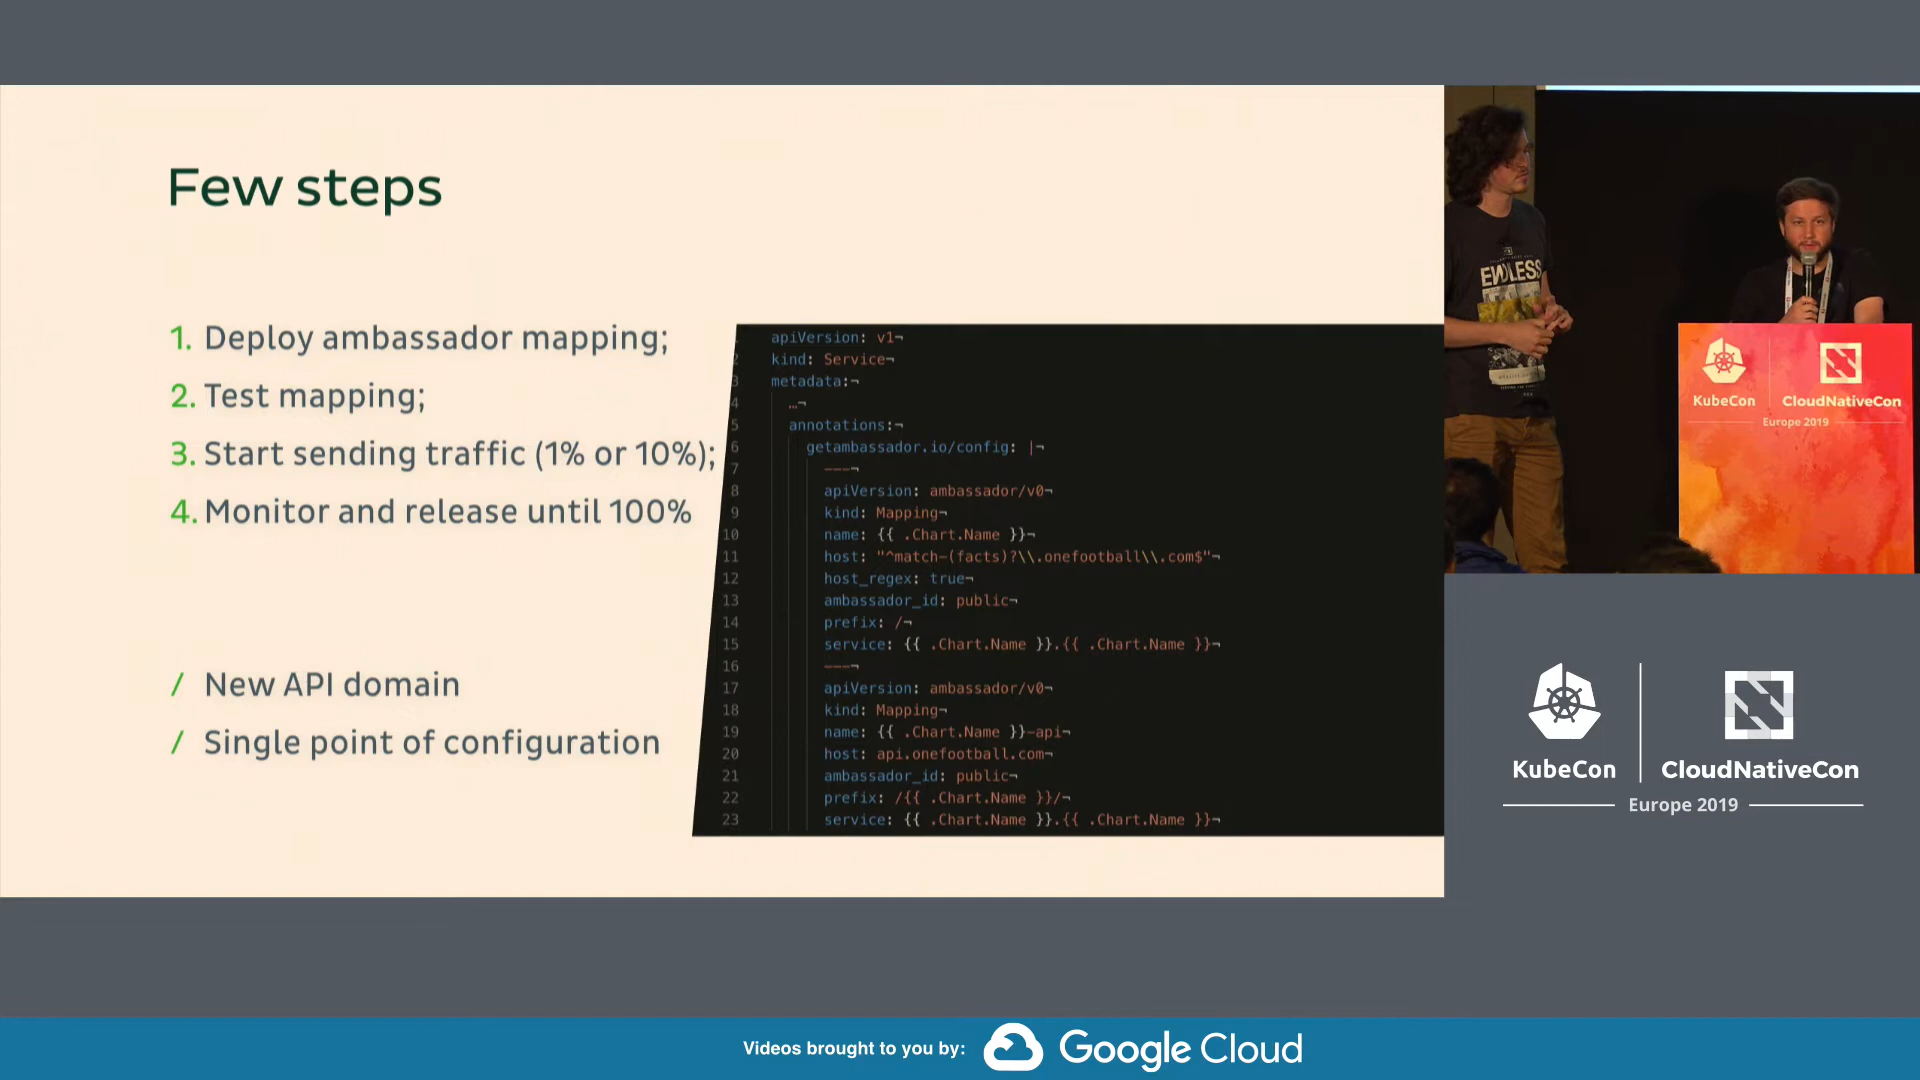 Few steps
1. Deploy ambassador mapping;
2. Test mapping;
3. Start sending traffic (1% or 10%);
4. Monitor and release until 100%
/ New API domain
/ Single point of configuration
apiVersion: v1¬
2 kind: Service¬
3 metadata:¬
4 …¬
5 annotations:¬
6 getambassador.io/config: |¬
7 ---¬
8 apiVersion: ambassador/v0¬
9 kind: Mapping¬
10 name: {{ .Chart.Name }}¬
11 host: "^match-(facts)?\\.onefootball\\.com$"¬
12 host_regex: true¬
13 ambassador_id: public¬
14 prefix: /¬
15 service: {{ .Chart.Name }}.{{ .Chart.Name }}¬
16 ---¬
17 apiVersion: ambassador/v0¬
18 kind: Mapping¬
19 name: {{ .Chart.Name }}-api¬
20 host: api.onefootball.com¬
21 ambassador_id: public¬
22 prefix: /{{ .Chart.Name }}/¬
23 service: {{ .Chart.Name }}.{{ .Chart.Name }}¬
ENDLESS
KubeCon CloudNativeCon
Europe 2019
KubeCon CloudNativeCon
Europe 2019
Videos brought to you by: Google Cloud